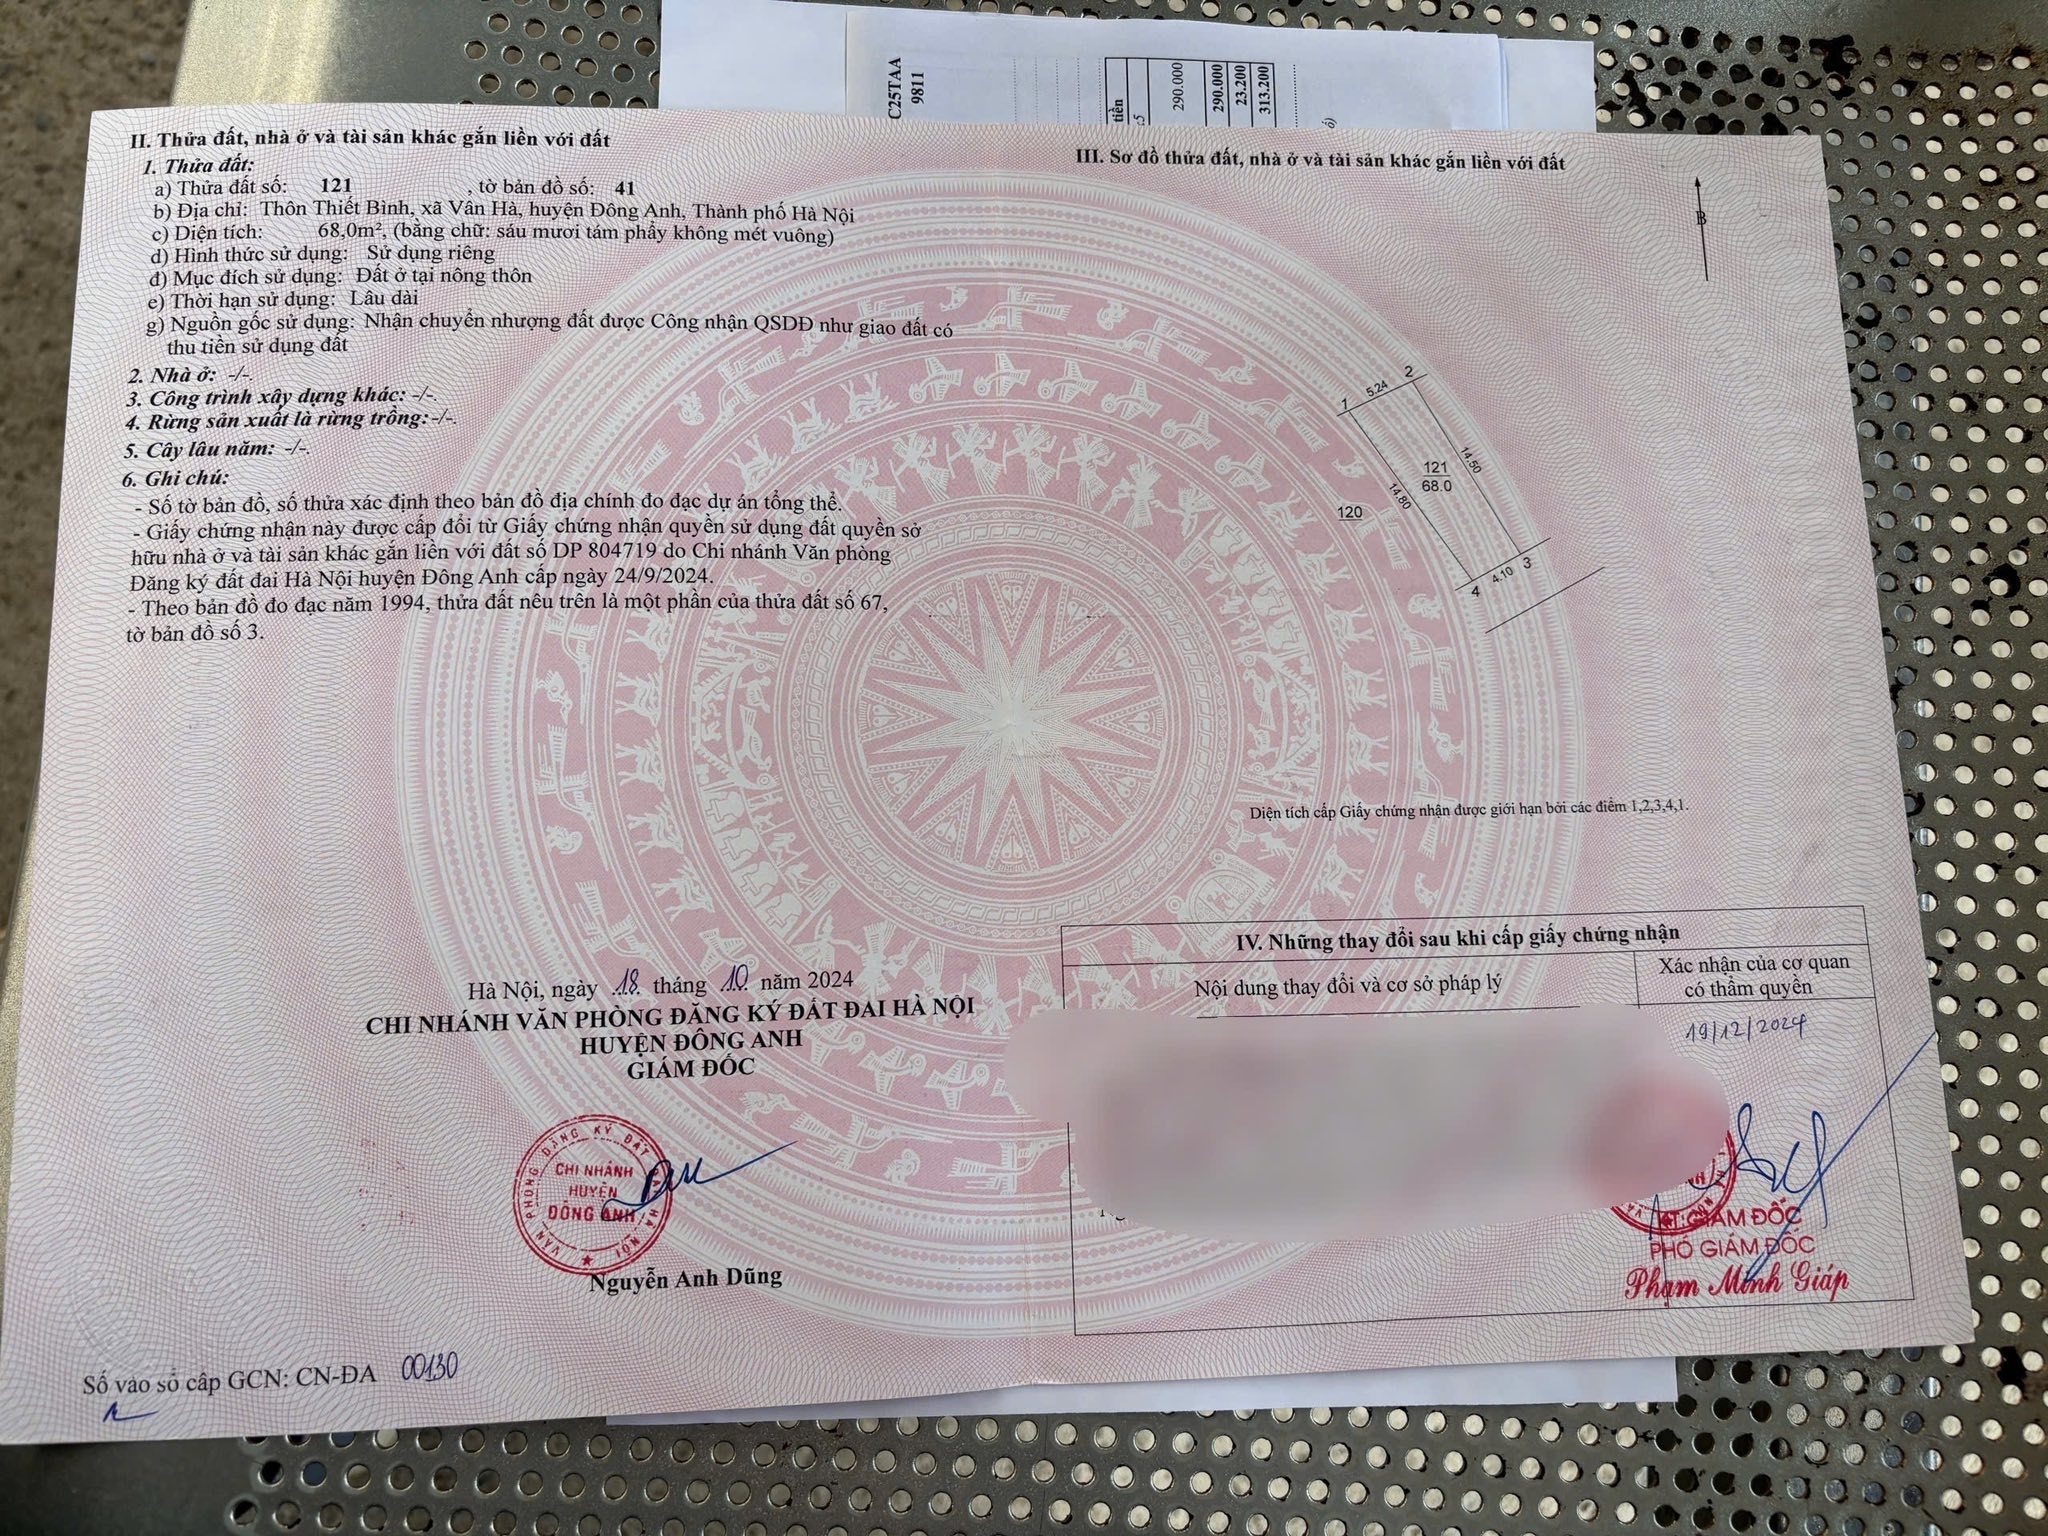 C25TAA
9811
tiền
290.000
290.000
23.200
313.200
II. Thửa đất, nhà ở và tài sản khác gắn liền với đất
1. Thửa đất:
a) Thửa đất số: 121 , tờ bản đồ số: 41
b) Địa chỉ: Thôn Thiết Bình, xã Vân Hà, huyện Đông Anh, Thành phố Hà Nội
c) Diện tích: 68,0m², (bằng chữ: sáu mươi tám phẩy không mét vuông)
d) Hình thức sử dụng: Sử dụng riêng
đ) Mục đích sử dụng: Đất ở tại nông thôn
e) Thời hạn sử dụng: Lâu dài
g) Nguồn gốc sử dụng: Nhận chuyển nhượng đất được Công nhận QSDĐ như giao đất có
thu tiền sử dụng đất
2. Nhà ở: -/-.
3. Công trình xây dựng khác: -/-.
4. Rừng sản xuất là rừng trồng:-/-.
5. Cây lâu năm: -/-.
6. Ghi chú:
- Số tờ bản đồ, số thửa xác định theo bản đồ địa chính đo đạc dự án tổng thể.
- Giấy chứng nhận này được cấp đổi từ Giấy chứng nhận quyền sử dụng đất quyền sở
hữu nhà ở và tài sản khác gắn liền với đất số DP 804719 do Chi nhánh Văn phòng
Đăng ký đất đai Hà Nội huyện Đông Anh cấp ngày 24/9/2024.
- Theo bản đồ đo đạc năm 1994, thửa đất nêu trên là một phần của thửa đất số 67,
tờ bản đồ số 3.
Hà Nội, ngày 18. tháng 10. năm 2024
CHI NHÁNH VĂN PHÒNG ĐĂNG KÝ ĐẤT ĐAI HÀ NỘI
HUYỆN ĐÔNG ANH
GIÁM ĐỐC
VĂN PHÒNG ĐĂNG KÝ ĐẤT ĐAI HÀ NỘI
CHI NHÁNH
HUYỆN
ĐÔNG ANH
Nguyễn Anh Dũng
Số vào sổ cấp GCN: CN-ĐA 00130
III. Sơ đồ thửa đất, nhà ở và tài sản khác gắn liền với đất
B
1
5.24
2
14.50
121
68.0
14.80
120
3
4.10
4
Diện tích cấp Giấy chứng nhận được giới hạn bởi các điểm 1,2,3,4,1.
IV. Những thay đổi sau khi cấp giấy chứng nhận
Nội dung thay đổi và cơ sở pháp lý
Xác nhận của cơ quan
có thẩm quyền
19/12/2024
KT.GIÁM ĐỐC
PHÓ GIÁM ĐỐC
Phạm Minh Giáp